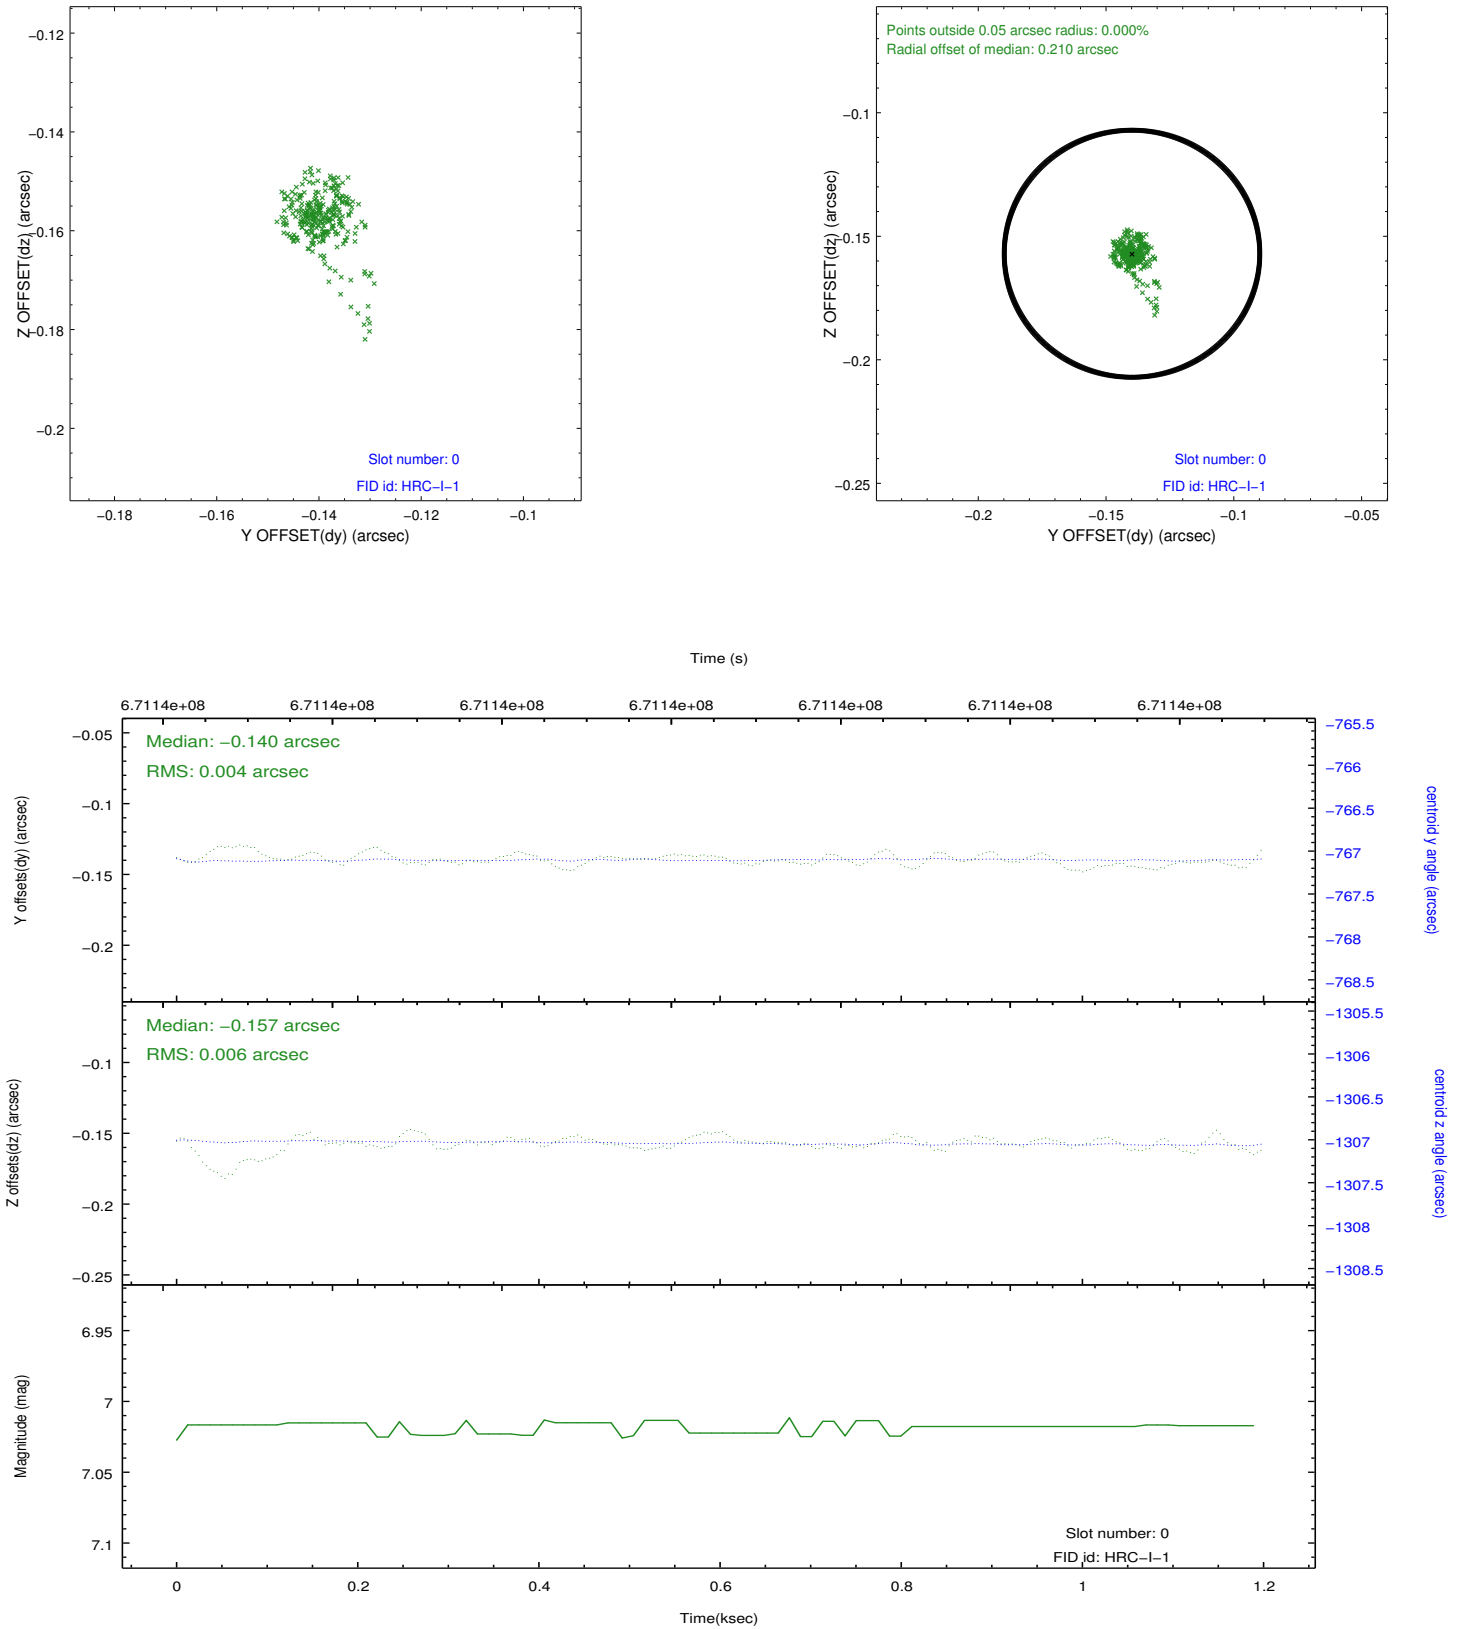 −0.12
−0.14
−0.16
−0.18
−0.2
Z OFFSET(dz) (arcsec)
Slot number: 0
FID id: HRC−I−1
−0.18
−0.16
−0.14
−0.12
−0.1
Y OFFSET(dy) (arcsec)
Points outside 0.05 arcsec radius: 0.000%
Radial offset of median: 0.210 arcsec
−0.1
−0.15
−0.2
−0.25
Z OFFSET(dz) (arcsec)
Slot number: 0
FID id: HRC−I−1
−0.2
−0.15
−0.1
−0.05
Y OFFSET(dy) (arcsec)
Time (s)
6.7114e+08
6.7114e+08
6.7114e+08
6.7114e+08
6.7114e+08
6.7114e+08
6.7114e+08
Median: −0.140 arcsec
RMS: 0.004 arcsec
−0.05
−0.1
−0.15
−0.2
Y offsets(dy) (arcsec)
−765.5
−766
−766.5
−767
−767.5
−768
−768.5
centroid y angle (arcsec)
Median: −0.157 arcsec
RMS: 0.006 arcsec
−0.1
−0.15
−0.2
−0.25
Z offsets(dz) (arcsec)
−1305.5
−1306
−1306.5
−1307
−1307.5
−1308
−1308.5
centroid z angle (arcsec)
6.95
7
7.05
7.1
Magnitude (mag)
Slot number: 0
FID id: HRC−I−1
0
0.2
0.4
0.6
0.8
1
1.2
Time(ksec)